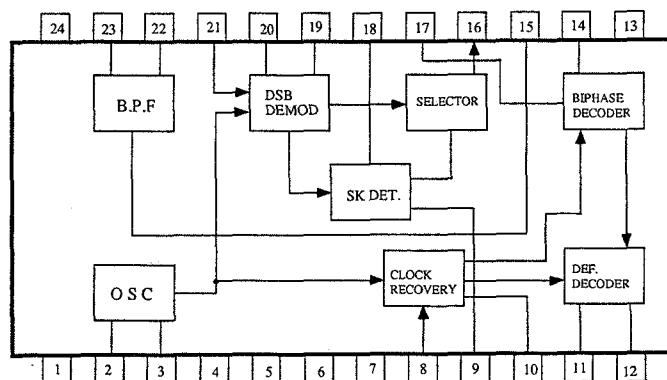 24 23 22 21 20 19 18 17 16 15 14 13
B.P.F
DSB
DEMOD
SELECTOR
BIPHASE
DECODER
SK DET.
OSC
CLOCK
RECOVERY
DEF.
DECODER
1 2 3 4 5 6 7 8 9 10 11 12